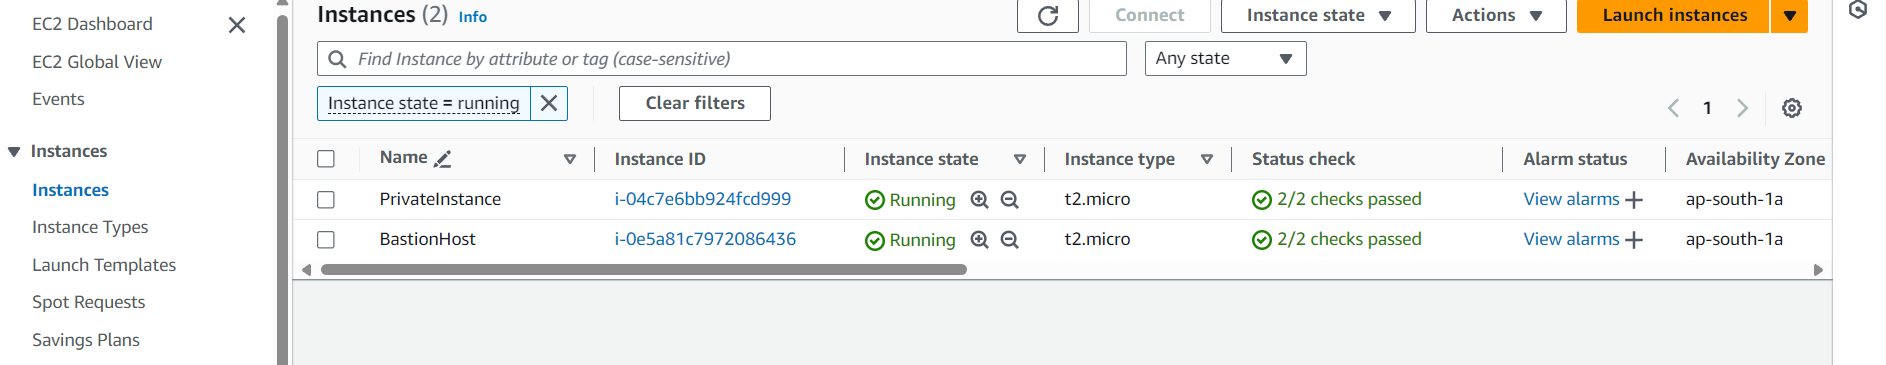 EC2 Dashboard
EC2 Global View
Events
Instances
Instances
Instance Types
Launch Templates
Spot Requests
Savings Plans
Instances (2) Info
Connect
Instance state
Actions
Launch instances
Find Instance by attribute or tag (case-sensitive)
Any state
Instance state = running
Clear filters
1
Name Instance ID Instance state Instance type Status check Alarm status Availability Zone
PrivateInstance i-04c7e6bb924fcd999 Running t2.micro 2/2 checks passed View alarms ap-south-1a
BastionHost i-0e5a81c7972086436 Running t2.micro 2/2 checks passed View alarms ap-south-1a